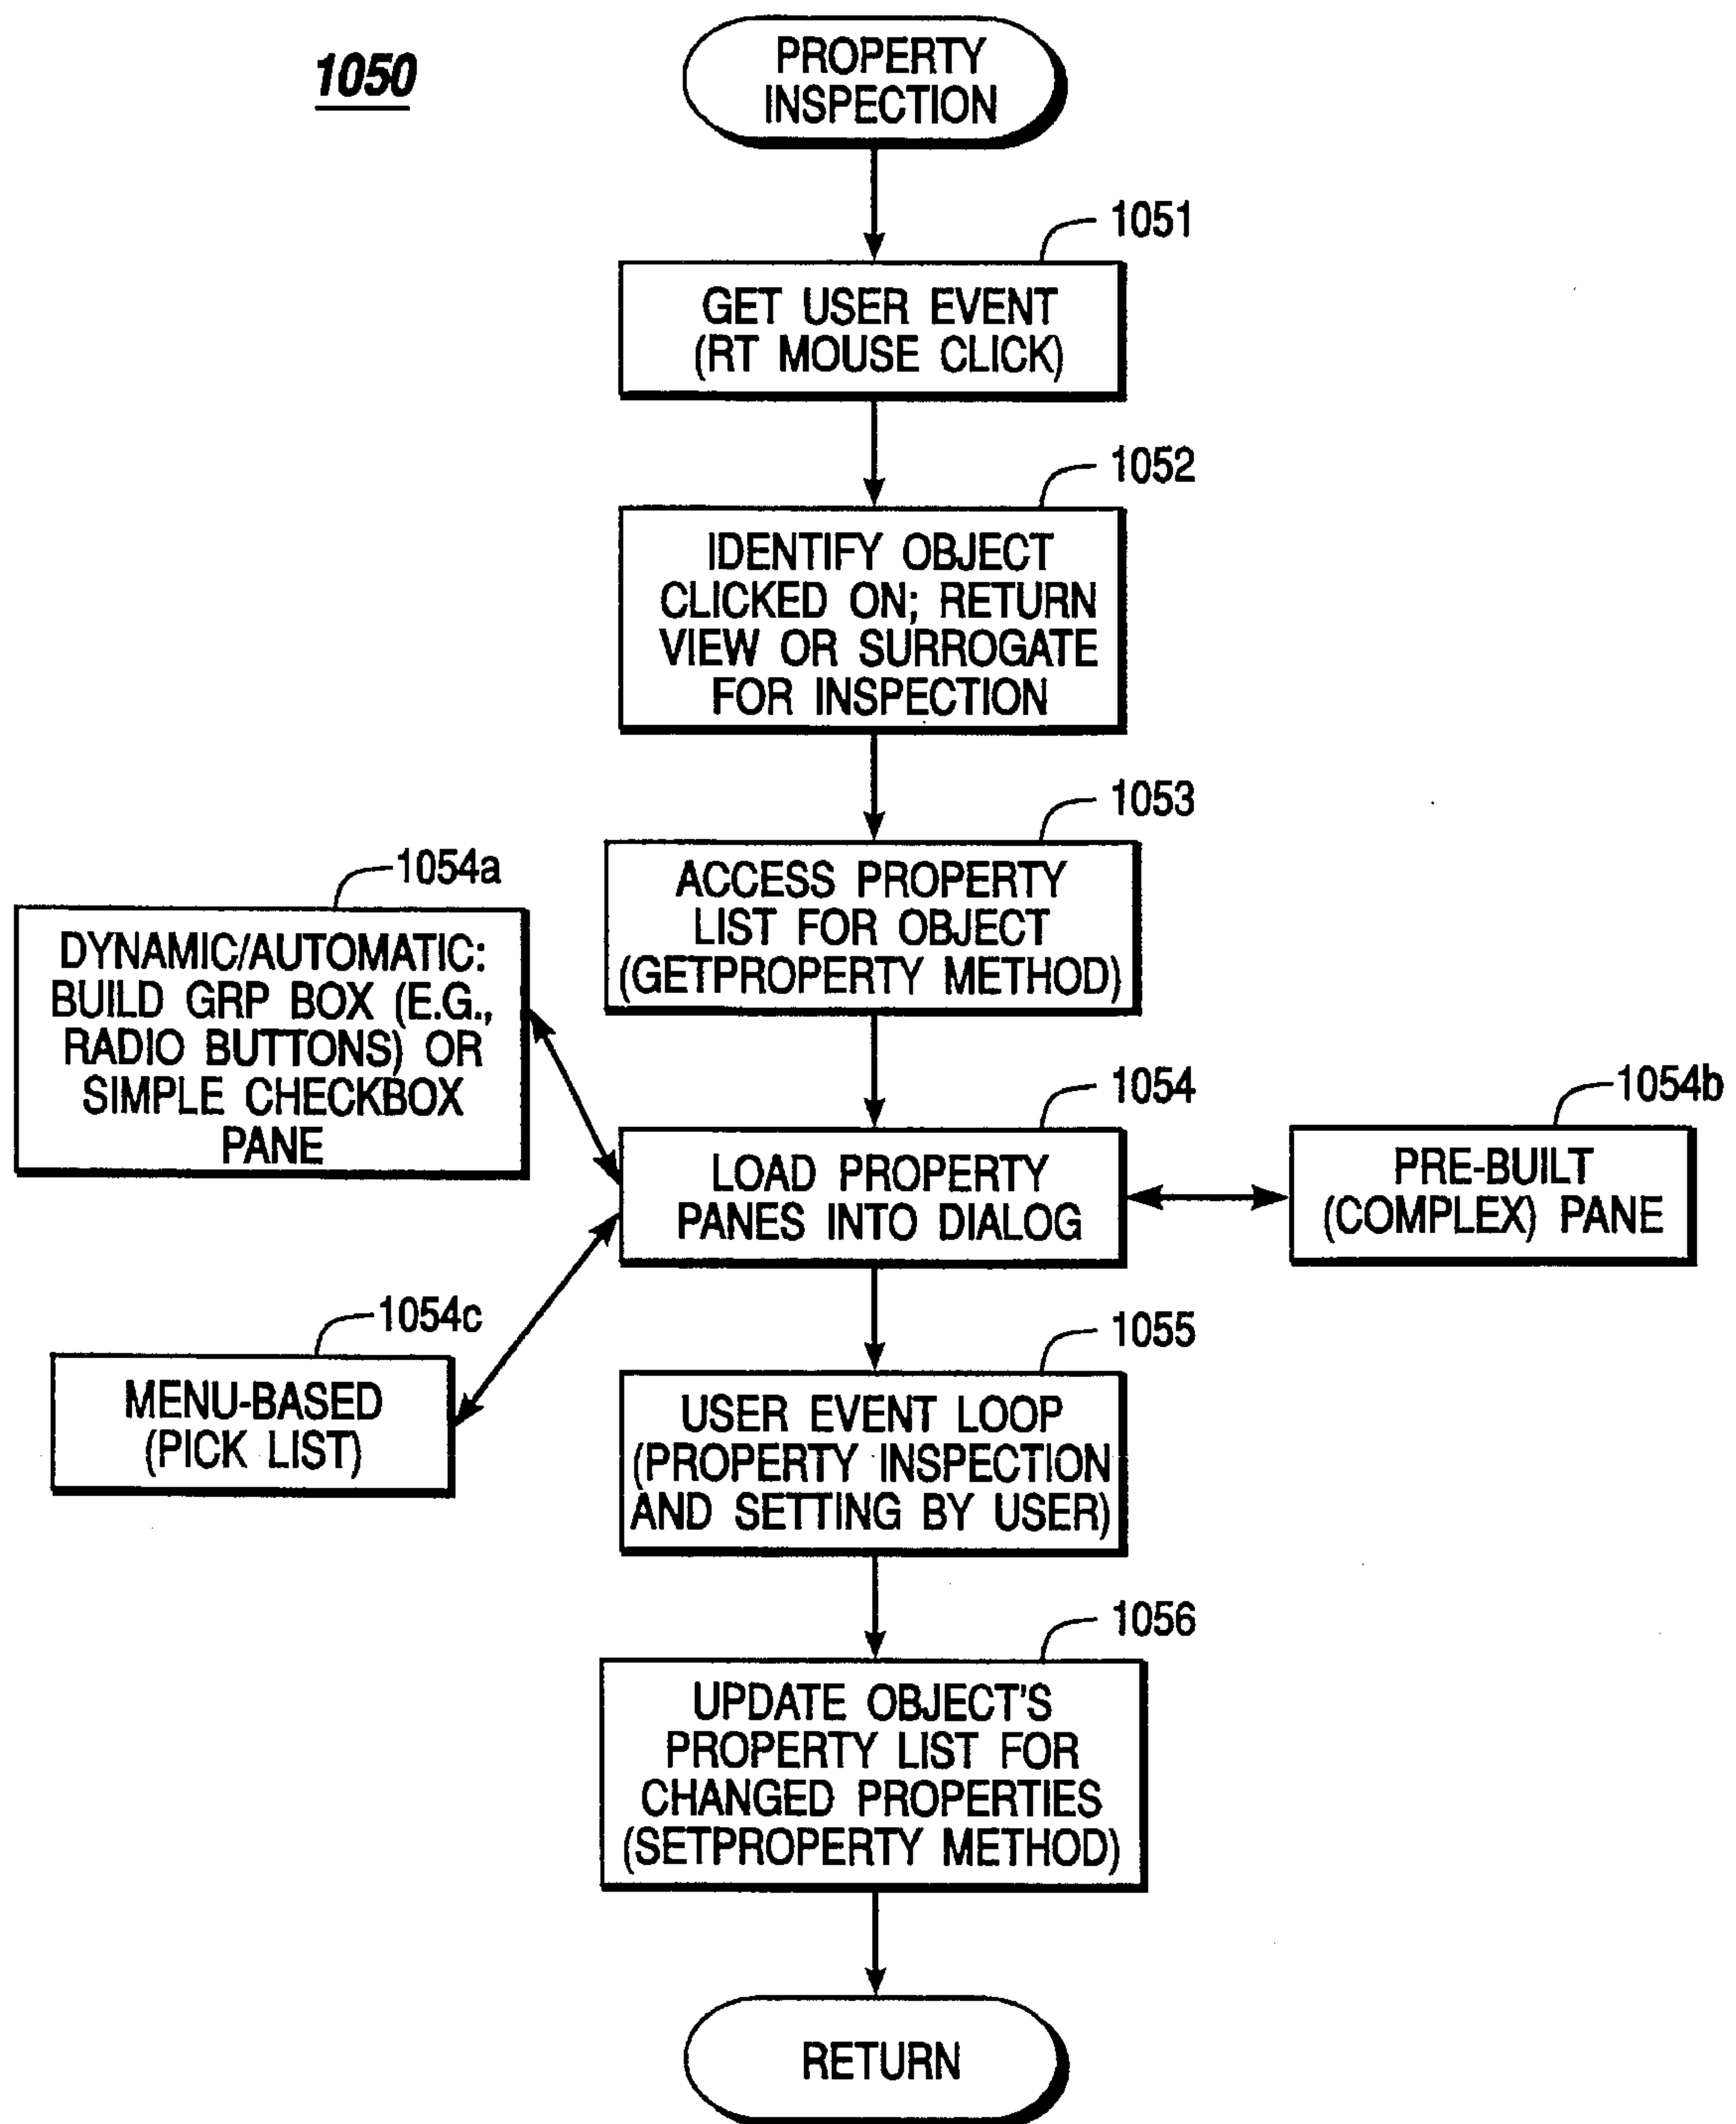 1050
PROPERTY
INSPECTION
1051
GET USER EVENT
(RT MOUSE CLICK)
1052
IDENTIFY OBJECT
CLICKED ON; RETURN
VIEW OR SURROGATE
FOR INSPECTION
1053
ACCESS PROPERTY
LIST FOR OBJECT
(GETPROPERTY METHOD)
1054a
DYNAMIC/AUTOMATIC:
BUILD GRP BOX (E.G.,
RADIO BUTTONS) OR
SIMPLE CHECKBOX
PANE
1054
LOAD PROPERTY
PANES INTO DIALOG
1054b
PRE-BUILT
(COMPLEX) PANE
1054c
MENU-BASED
(PICK LIST)
1055
USER EVENT LOOP
(PROPERTY INSPECTION
AND SETTING BY USER)
1056
UPDATE OBJECT'S
PROPERTY LIST FOR
CHANGED PROPERTIES
(SETPROPERTY METHOD)
RETURN